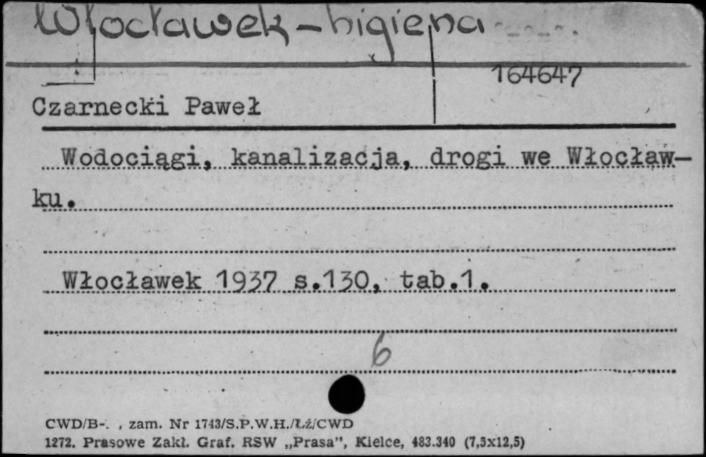 Włocławek – higiena
164647
Czarnecki Paweł
Wodociągi, kanalizacja, drogi we Włocław-
ku.
Włocławek 1937 s.130, tab.1.
6
CWD/B-. , zam. Nr 1743/S.P.W.H./Łż/CWD
1272. Prasowe Zakł. Graf. RSW „Prasa”, Kielce, 483.340 (7,5x12,5)